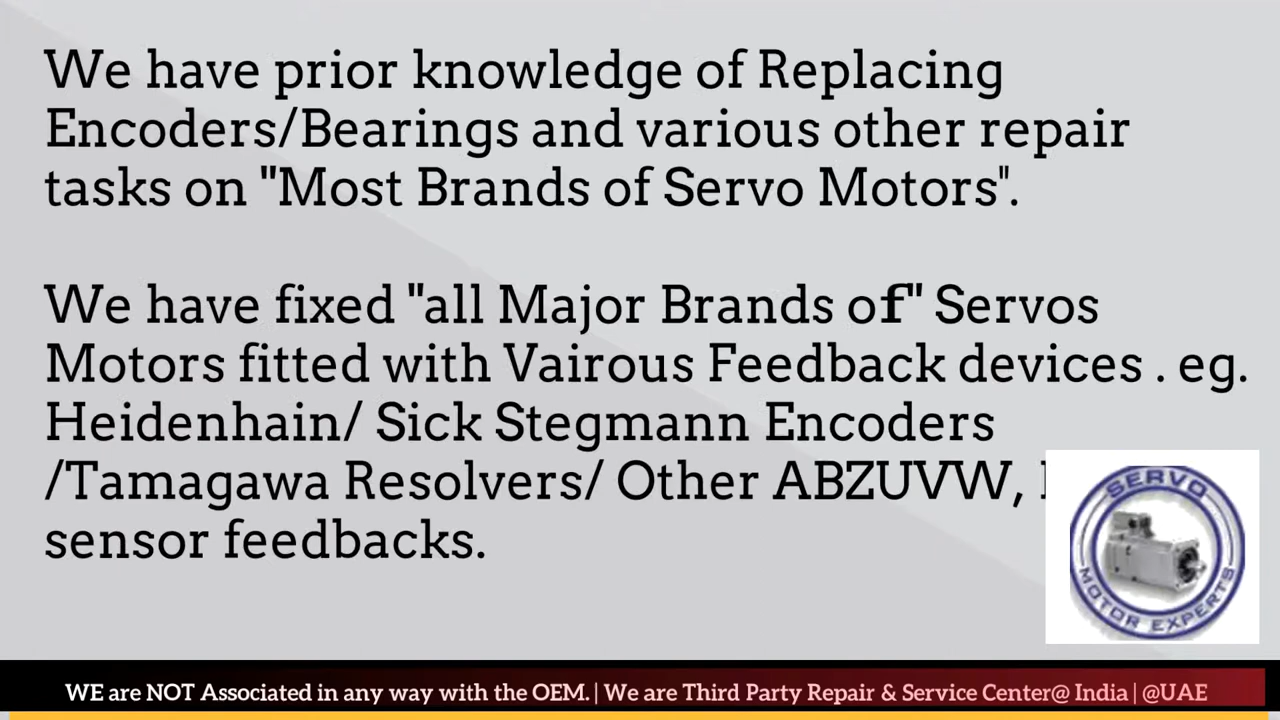 We have prior knowledge of Replacing
Encoders/Bearings and various other repair
tasks on "Most Brands of Servo Motors".
We have fixed "all Major Brands of" Servos
Motors fitted with Vairous Feedback devices . eg.
Heidenhain/ Sick Stegmann Encoders
/Tamagawa Resolvers/ Other ABZUVW,
sensor feedbacks.
SERVO
MOTOR EXPERTS
WE are NOT Associated in any way with the OEM. | We are Third Party Repair & Service Center@ India | @UAE